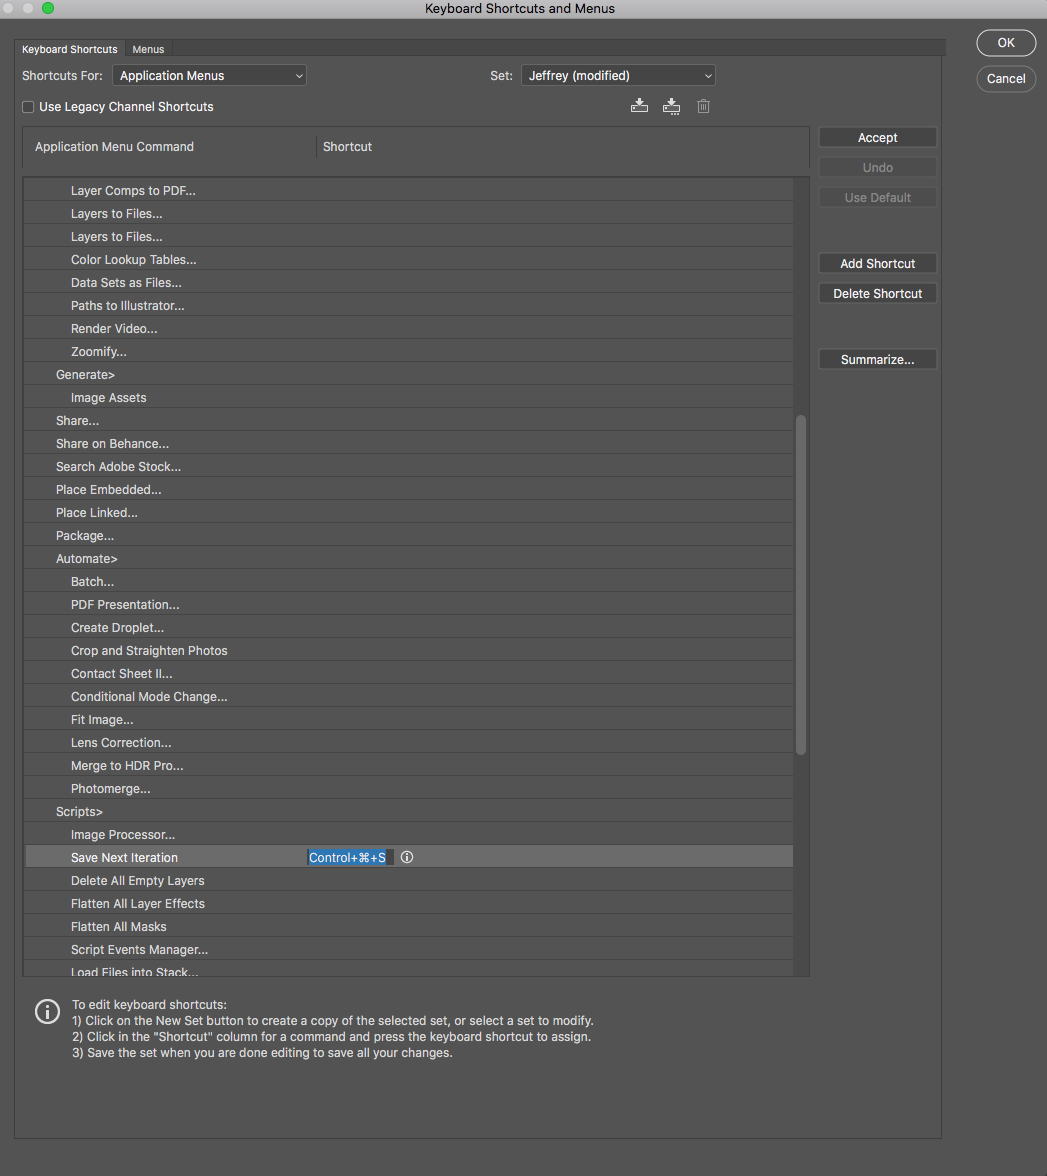 Keyboard Shortcuts and Menus
Keyboard Shortcuts Menus
OK
Shortcuts For: Application Menus Set: Jeffrey (modified)
Cancel
Use Legacy Channel Shortcuts
Application Menu Command Shortcut
Accept
Undo
Use Default
Add Shortcut
Delete Shortcut
Summarize...
Layer Comps to PDF...
Layers to Files...
Layers to Files...
Color Lookup Tables...
Data Sets as Files...
Paths to Illustrator...
Render Video...
Zoomify...
Generate>
Image Assets
Share...
Share on Behance...
Search Adobe Stock...
Place Embedded...
Place Linked...
Package...
Automate>
Batch...
PDF Presentation...
Create Droplet...
Crop and Straighten Photos
Contact Sheet II...
Conditional Mode Change...
Fit Image...
Lens Correction...
Merge to HDR Pro...
Photomerge...
Scripts>
Image Processor...
Save Next Iteration Control+⌘+S
Delete All Empty Layers
Flatten All Layer Effects
Flatten All Masks
Script Events Manager...
Load Files into Stack...
To edit keyboard shortcuts:
1) Click on the New Set button to create a copy of the selected set, or select a set to modify.
2) Click in the "Shortcut" column for a command and press the keyboard shortcut to assign.
3) Save the set when you are done editing to save all your changes.